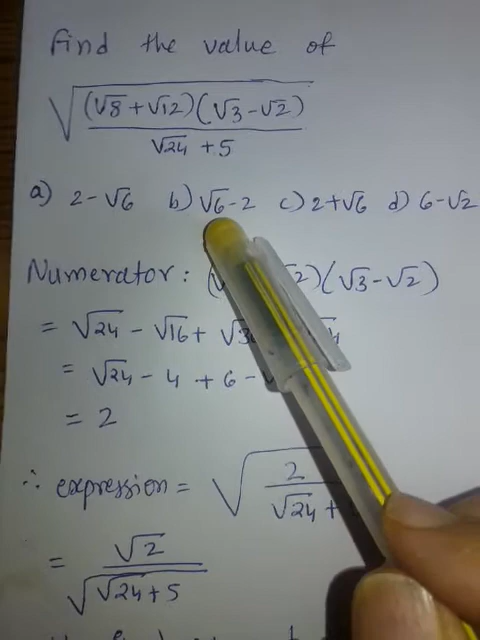 Find the value of
√((√8+√12)(√3-√2)/(√24+5))
a) 2-√6 b) √6-2 c) 2+√6 d) 6-√2
Numerator: ( 2)(√3-√2)
= √24 - √16 + √3
= √24 - 4 + 6 -
= 2
∴ expression = √(2/(√24+
= √2/√(√24+5)